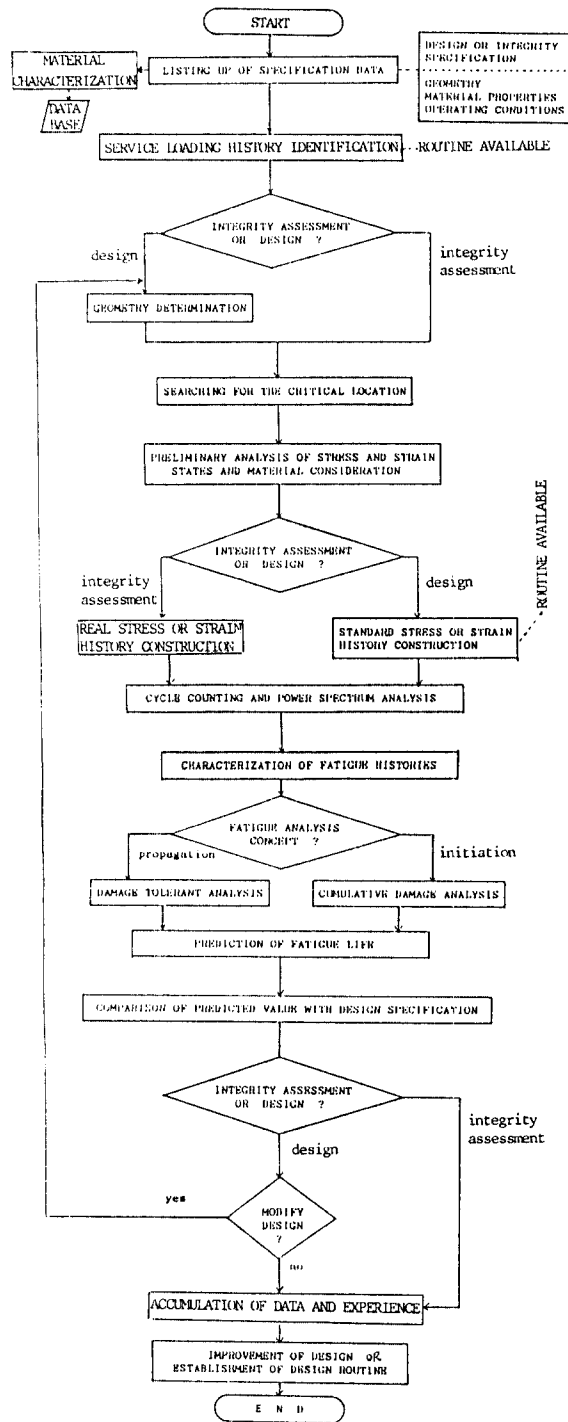 START
MATERIAL
CHARACTERIZATION
LISTING UP OF SPECIFICATION DATA
DESIGN OR INTEGRITY
SPECIFICATION
GEOMETRY
MATERIAL PROPERTIES
OPERATING CONDITIONS
DATA
BASE
SERVICE LOADING HISTORY IDENTIFICATION
ROUTINE AVAILABLE
INTEGRITY ASSESSMENT
OR DESIGN ?
design
integrity
assessment
GEOMETRY DETERMINATION
SEARCHING FOR THE CRITICAL LOCATION
PRELIMINARY ANALYSIS OF STRESS AND STRAIN
STATES AND MATERIAL CONSIDERATION
INTEGRITY ASSESSMENT
OR DESIGN ?
integrity
assessment
design
ROUTINE AVAILABLE
REAL STRESS OR STRAIN
HISTORY CONSTRUCTION
STANDARD STRESS OR STRAIN
HISTORY CONSTRUCTION
CYCLE COUNTING AND POWER SPECTRUM ANALYSIS
CHARACTERIZATION OF FATIGUE HISTORIES
FATIGUE ANALYSIS
CONCEPT ?
propagation
initiation
DAMAGE TOLERANT ANALYSIS
CUMULATIVE DAMAGE ANALYSIS
PREDICTION OF FATIGUE LIFE
COMPARISON OF PREDICTED VALUE WITH DESIGN SPECIFICATION
INTEGRITY ASSESSMENT
OR DESIGN ?
integrity
assessment
design
yes
MODIFY
DESIGN
?
no
ACCUMULATION OF DATA AND EXPERIENCE
IMPROVEMENT OF DESIGN OR
ESTABLISHMENT OF DESIGN ROUTINE
E N D